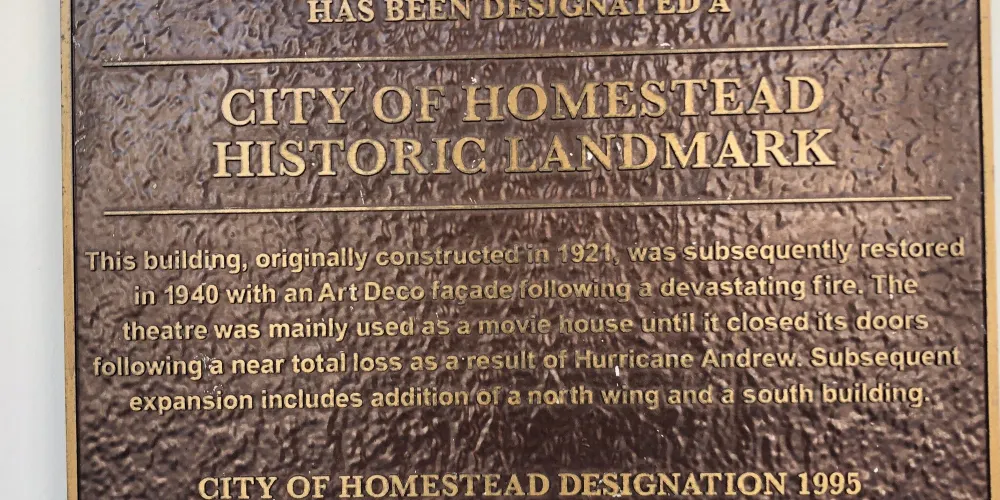 HAS BEEN DESIGNATED A
CITY OF HOMESTEAD
HISTORIC LANDMARK
This building, originally constructed in 1921, was subsequently restored
in 1940 with an Art Deco façade following a devastating fire. The
theatre was mainly used as a movie house until it closed its doors
following a near total loss as a result of Hurricane Andrew. Subsequent
expansion includes addition of a north wing and a south building.
CITY OF HOMESTEAD DESIGNATION 1995